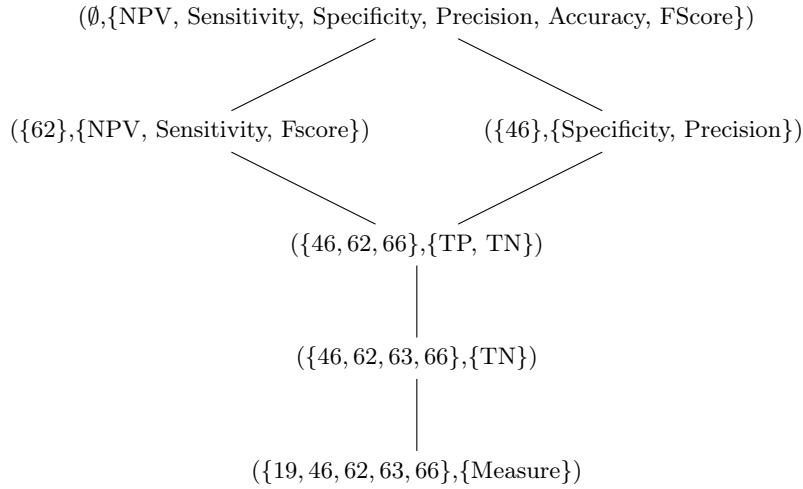 (∅,{NPV, Sensitivity, Specificity, Precision, Accuracy, FScore})
({62},{NPV, Sensitivity, Fscore})
({46},{Specificity, Precision})
({46, 62, 66},{TP, TN})
({46, 62, 63, 66},{TN})
({19, 46, 62, 63, 66},{Measure})